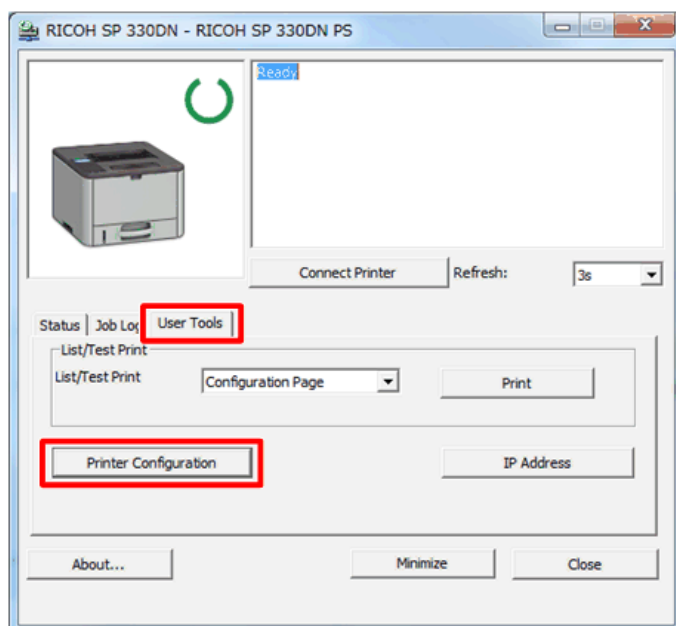 RICOH SP 330DN - RICOH SP 330DN PS
Ready
Connect Printer
Refresh:
3s
Status
Job Log
User Tools
List/Test Print
List/Test Print
Configuration Page
Print
Printer Configuration
IP Address
About...
Minimize
Close